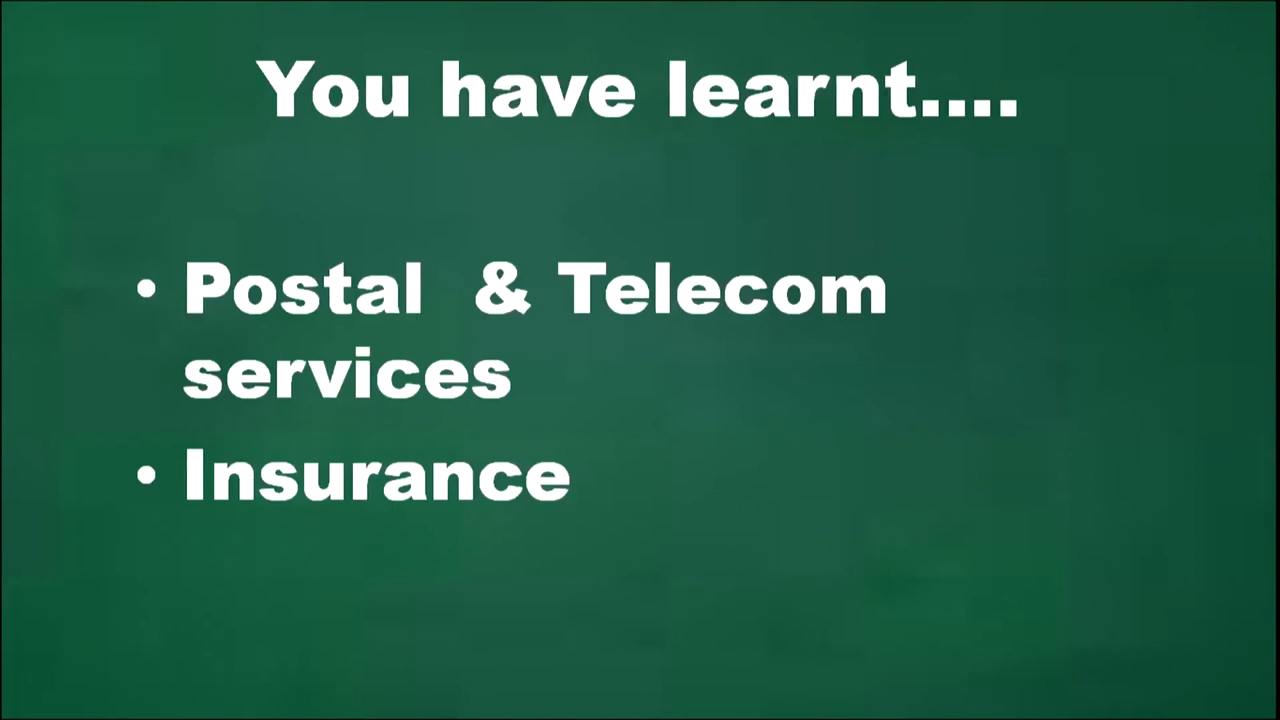 You have learnt....
• Postal  & Telecom
services
• Insurance